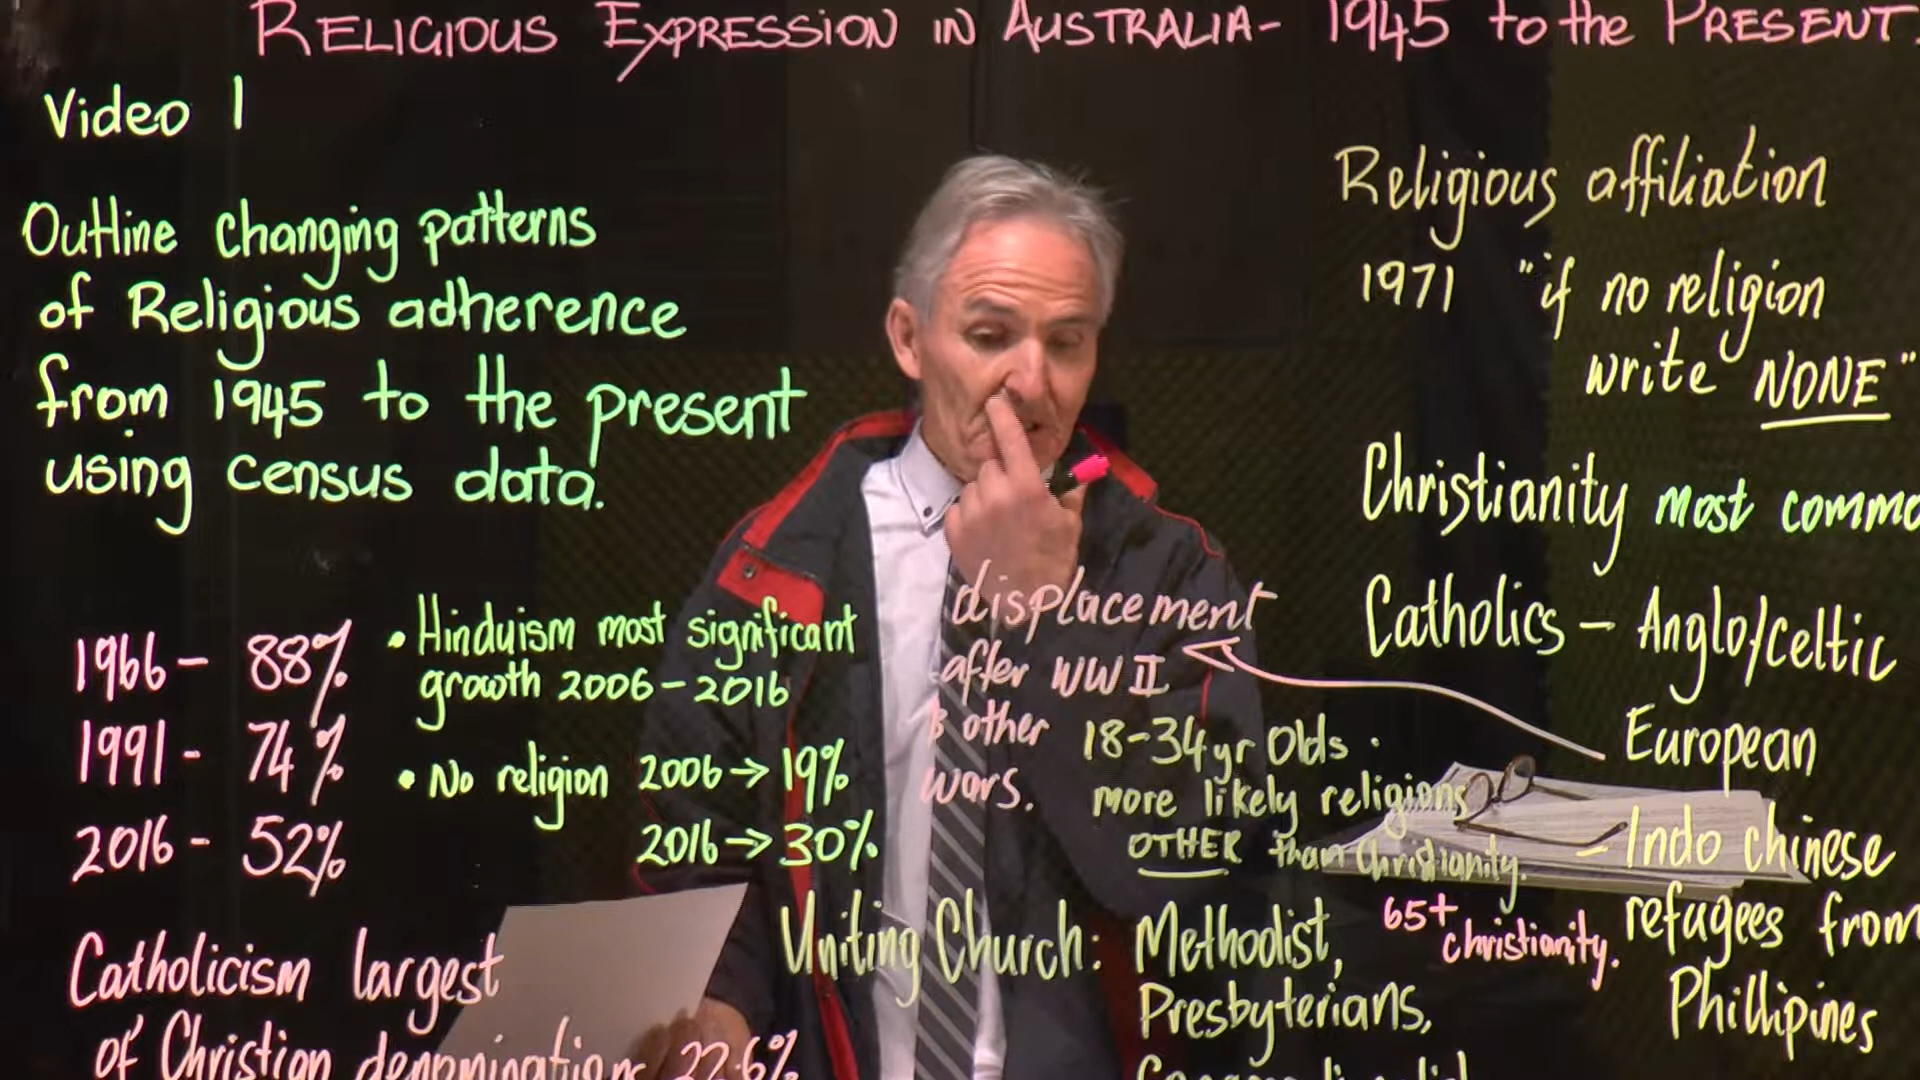 RELIGIOUS EXPRESSION IN AUSTRALIA- 1945 to the PRESENT.
Video 1
Outline changing patterns
of Religious adherence
from 1945 to the present
using census data.
1966 - 88%
1991 - 74%
2016 - 52%
• Hinduism most significant
growth 2006-2016
• No religion 2006→19%
2016→30%
Catholicism largest
of Christian denominations 22.6%
displacement
after WWII
& other
wars.
18-34yr Olds
more likely religions
OTHER than Christianity.
65+
christianity.
Uniting Church: Methodist,
Presbyterians,
Religious affiliation
1971 "if no religion
write NONE"
Christianity most
Catholics - Anglo/celtic
European
- Indo chinese
refugees from
Phillipines